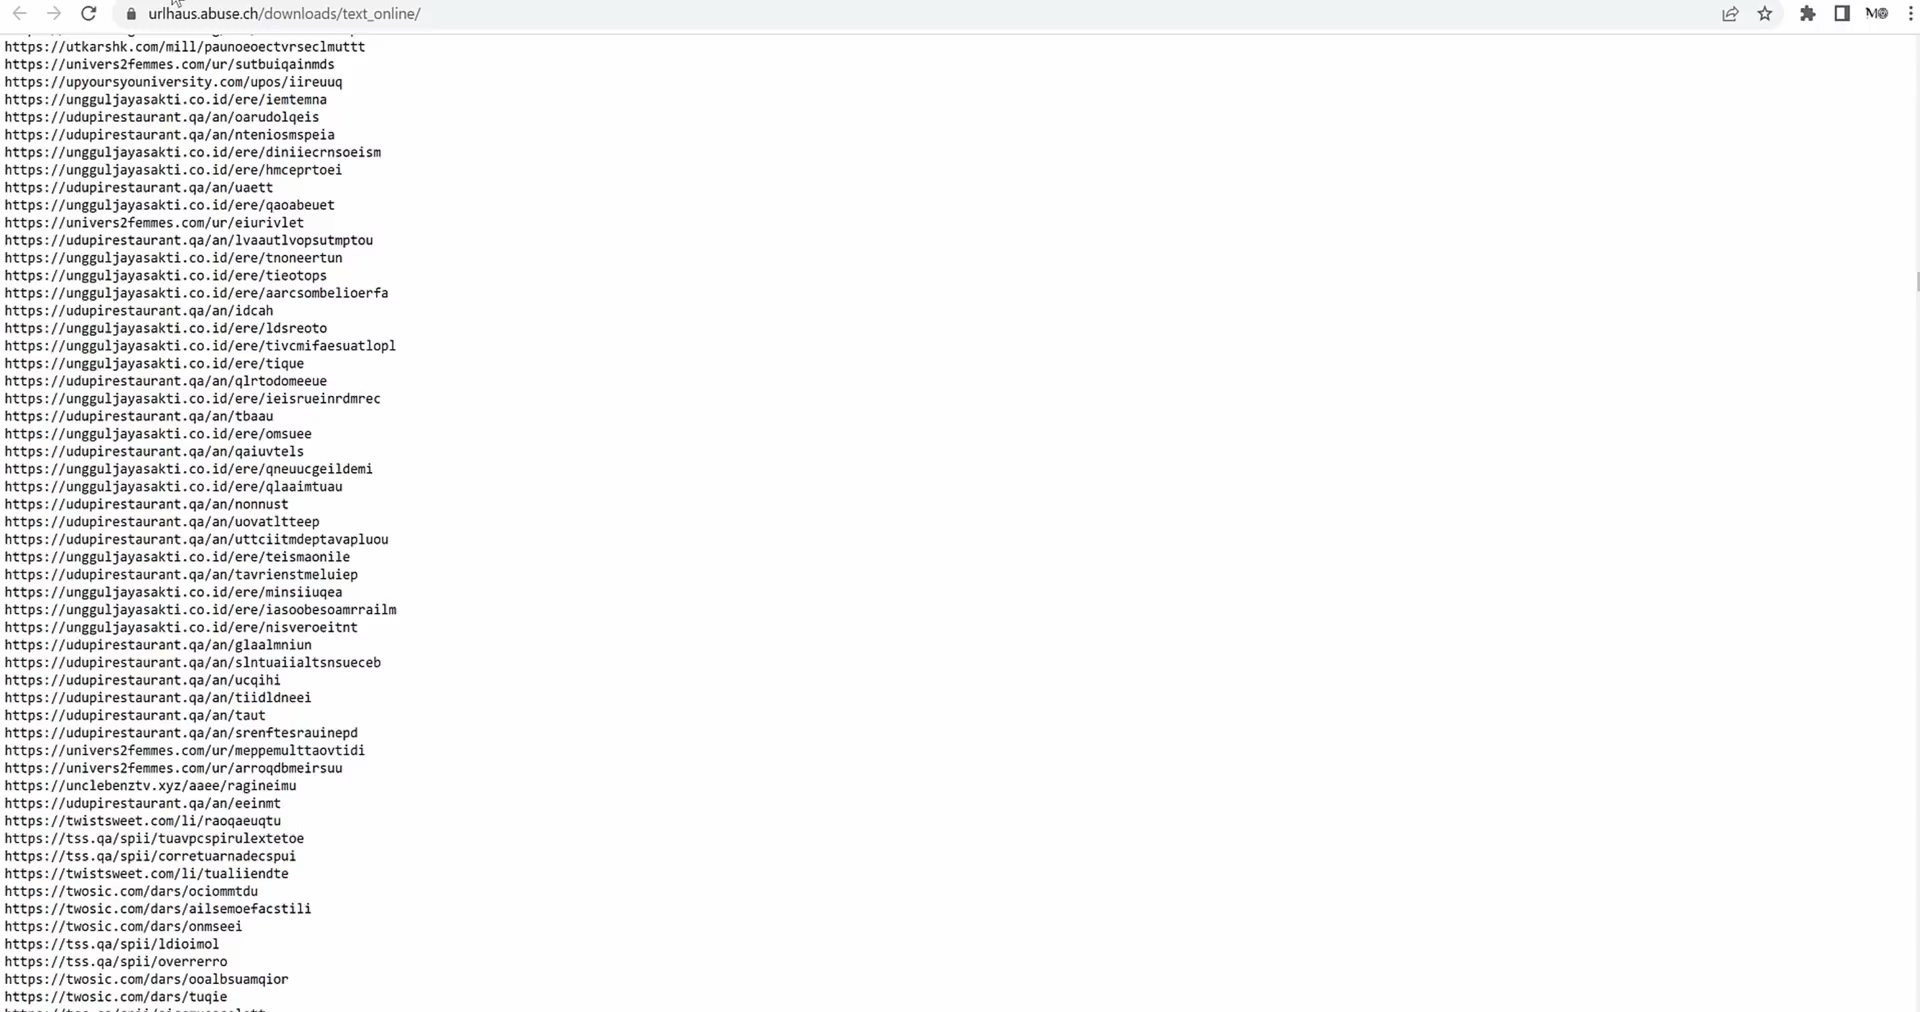 urlhaus.abuse.ch/downloads/text_online/
https://utkarshk.com/mill/paunoeoectvrseclmuttt
https://univers2femmes.com/ur/sutbuiqainmds
https://upyoursyouniversity.com/upos/iireuuq
https://ungguljayasakti.co.id/ere/iemtemna
https://udupirestaurant.qa/an/oarudolqeis
https://udupirestaurant.qa/an/nteniosmspeia
https://ungguljayasakti.co.id/ere/diniiecrnsoeism
https://ungguljayasakti.co.id/ere/hmceprtoei
https://udupirestaurant.qa/an/uaett
https://ungguljayasakti.co.id/ere/qaoabeuet
https://univers2femmes.com/ur/eiurivlet
https://udupirestaurant.qa/an/lvaautlvopsutmptou
https://ungguljayasakti.co.id/ere/tnoneertun
https://ungguljayasakti.co.id/ere/tieotops
https://ungguljayasakti.co.id/ere/aarcsombelioerfa
https://udupirestaurant.qa/an/idcah
https://ungguljayasakti.co.id/ere/ldsreoto
https://ungguljayasakti.co.id/ere/tivcmifaesuatlopl
https://ungguljayasakti.co.id/ere/tique
https://udupirestaurant.qa/an/qlrtodomeeue
https://ungguljayasakti.co.id/ere/ieisrueinrdmrec
https://udupirestaurant.qa/an/tbaau
https://ungguljayasakti.co.id/ere/omsuee
https://udupirestaurant.qa/an/qaiuvtels
https://ungguljayasakti.co.id/ere/qneuucgeildemi
https://ungguljayasakti.co.id/ere/qlaaimtuau
https://udupirestaurant.qa/an/nonnust
https://udupirestaurant.qa/an/uovatltteep
https://udupirestaurant.qa/an/uttciitmdeptavapluou
https://ungguljayasakti.co.id/ere/teismaonile
https://udupirestaurant.qa/an/tavrienstmeluiep
https://ungguljayasakti.co.id/ere/minsiiuqea
https://ungguljayasakti.co.id/ere/iasoobesoamrrailm
https://ungguljayasakti.co.id/ere/nisveroeitnt
https://udupirestaurant.qa/an/glaalmniun
https://udupirestaurant.qa/an/slntuaiialtsnsueceb
https://udupirestaurant.qa/an/ucqihi
https://udupirestaurant.qa/an/tiidldneei
https://udupirestaurant.qa/an/taut
https://udupirestaurant.qa/an/srenftesrauinepd
https://univers2femmes.com/ur/meppemulttaovtidi
https://univers2femmes.com/ur/arroqdbmeirsuu
https://unclebenztv.xyz/aaee/ragineimu
https://udupirestaurant.qa/an/eeinmt
https://twistsweet.com/li/raoqaeuqtu
https://tss.qa/spii/tuavpcspirulextetoe
https://tss.qa/spii/corretuarnadecspui
https://twistsweet.com/li/tualiiendte
https://twosic.com/dars/ociommtdu
https://twosic.com/dars/ailsemoefacstili
https://twosic.com/dars/onmseei
https://tss.qa/spii/ldioimol
https://tss.qa/spii/overrerro
https://twosic.com/dars/ooalbsuamqior
https://twosic.com/dars/tuqie